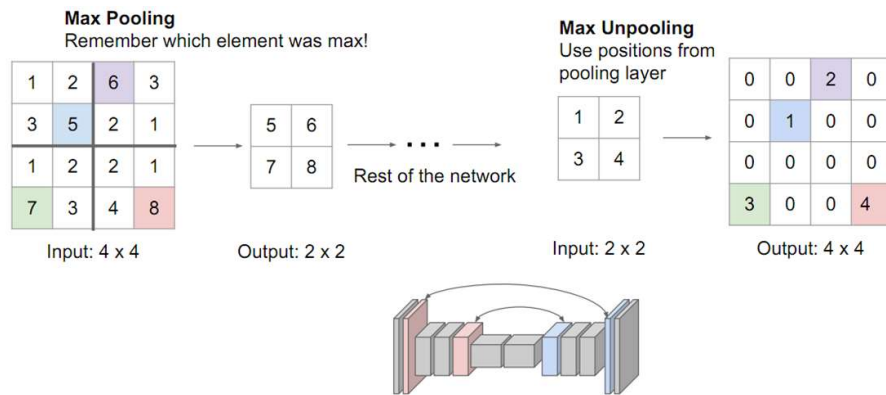 Max Pooling
Remember which element was max!
1 2 6 3
3 5 2 1
1 2 2 1
7 3 4 8
Input: 4 x 4
5 6
7 8
Output: 2 x 2
...
Rest of the network
Max Unpooling
Use positions from
pooling layer
1 2
3 4
Input: 2 x 2
0 0 2 0
0 1 0 0
0 0 0 0
3 0 0 4
Output: 4 x 4